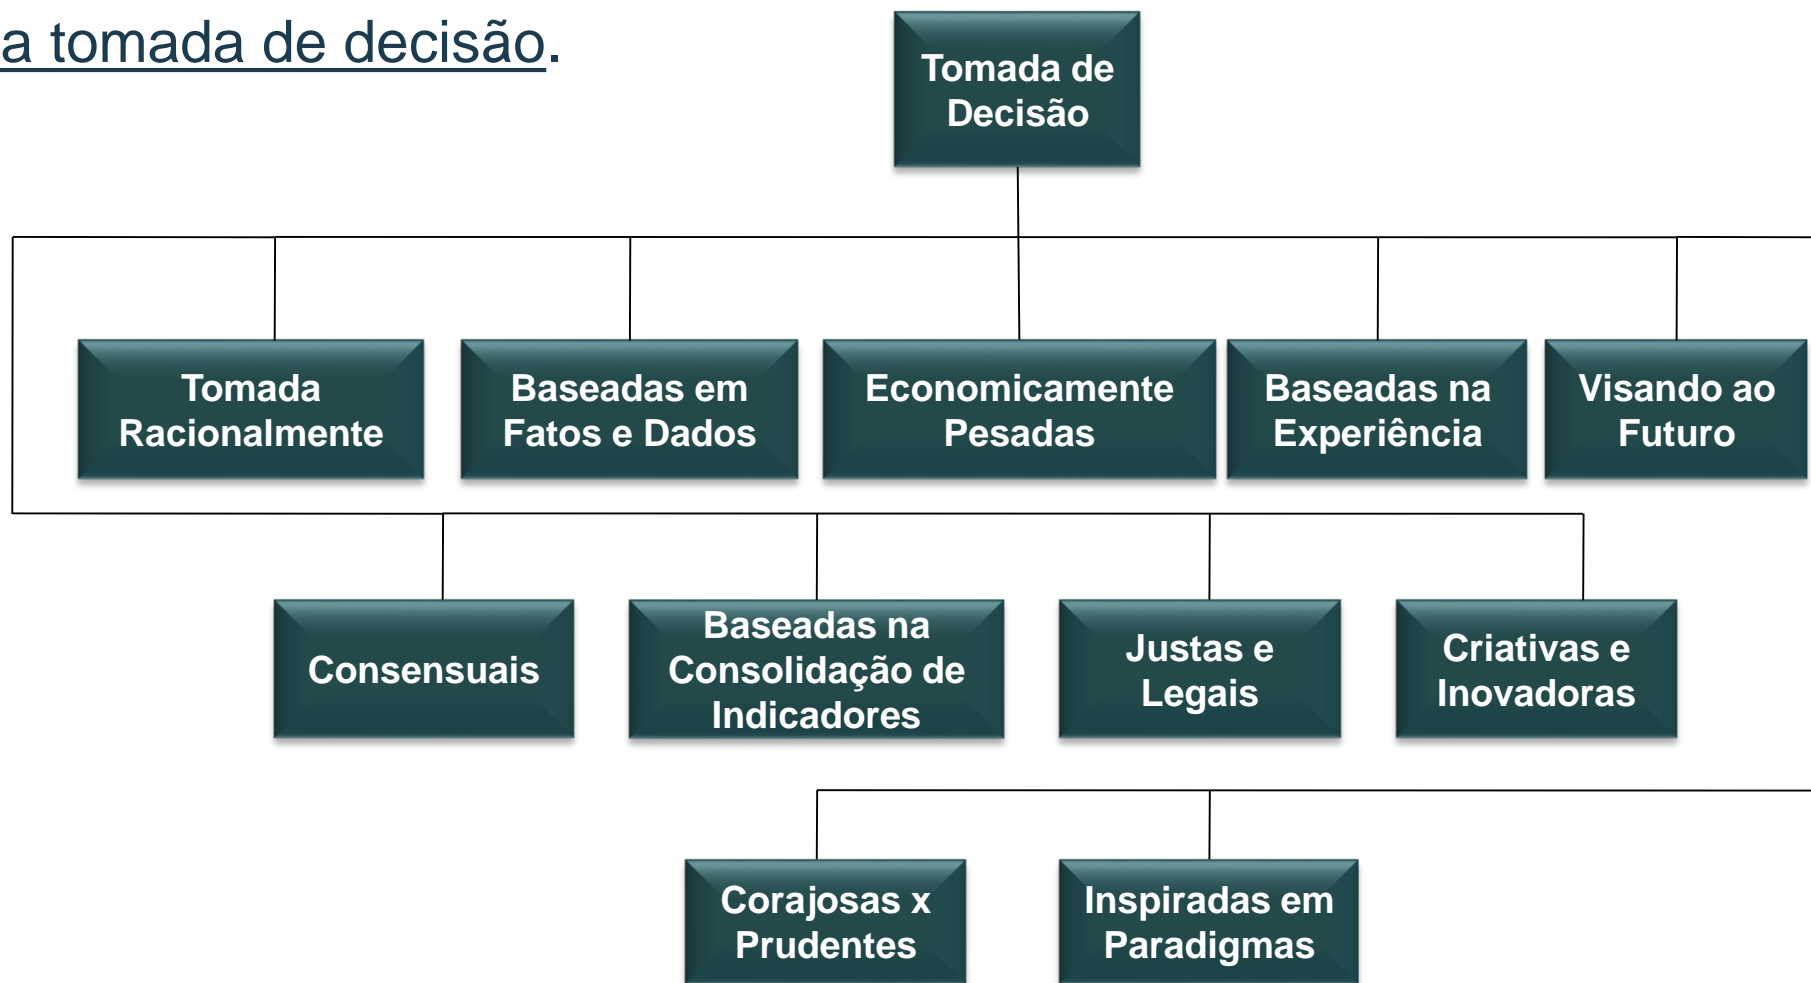 a tomada de decisão.
Tomada de
Decisão
Tomada
Racionalmente
Baseadas em
Fatos e Dados
Economicamente
Pesadas
Baseadas na
Experiência
Visando ao
Futuro
Consensuais
Baseadas na
Consolidação de
Indicadores
Justas e
Legais
Criativas e
Inovadoras
Corajosas x
Prudentes
Inspiradas em
Paradigmas